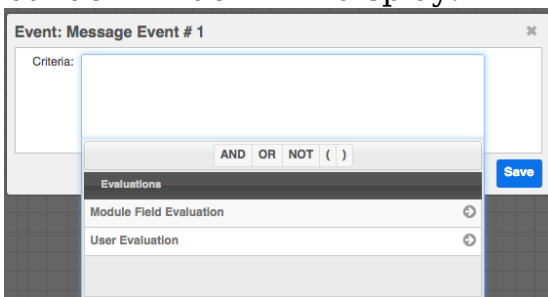 Event: Message Event # 1
Criteria:
AND OR NOT ( )
Save
Evaluations
Module Field Evaluation
User Evaluation